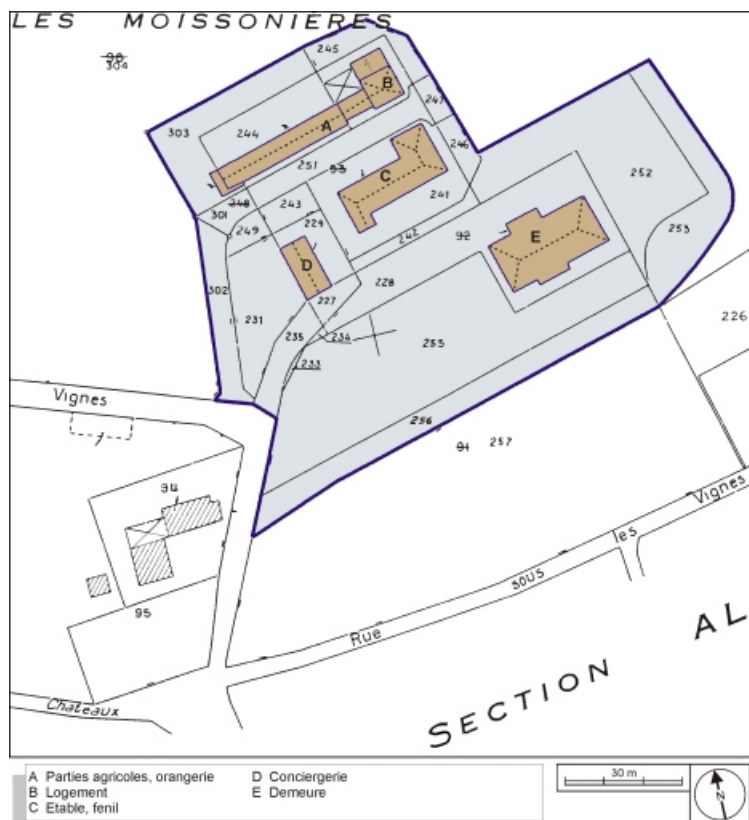 LES MOISSONIÈRES
98
304
245
B
303
244
A
247
251
93
246
C
252
241
301
248
243
249
229
242
92
E
253
D
302
228
227
231
226
235
234
255
233
Vignes
256
91
257
94
Vignes
les
sous
Rue
95
Chateaux
SECTION AL
A Parties agricoles, orangerie
B Logement
C Etable, fenil
D Conciergerie
E Demeure
30 m
N